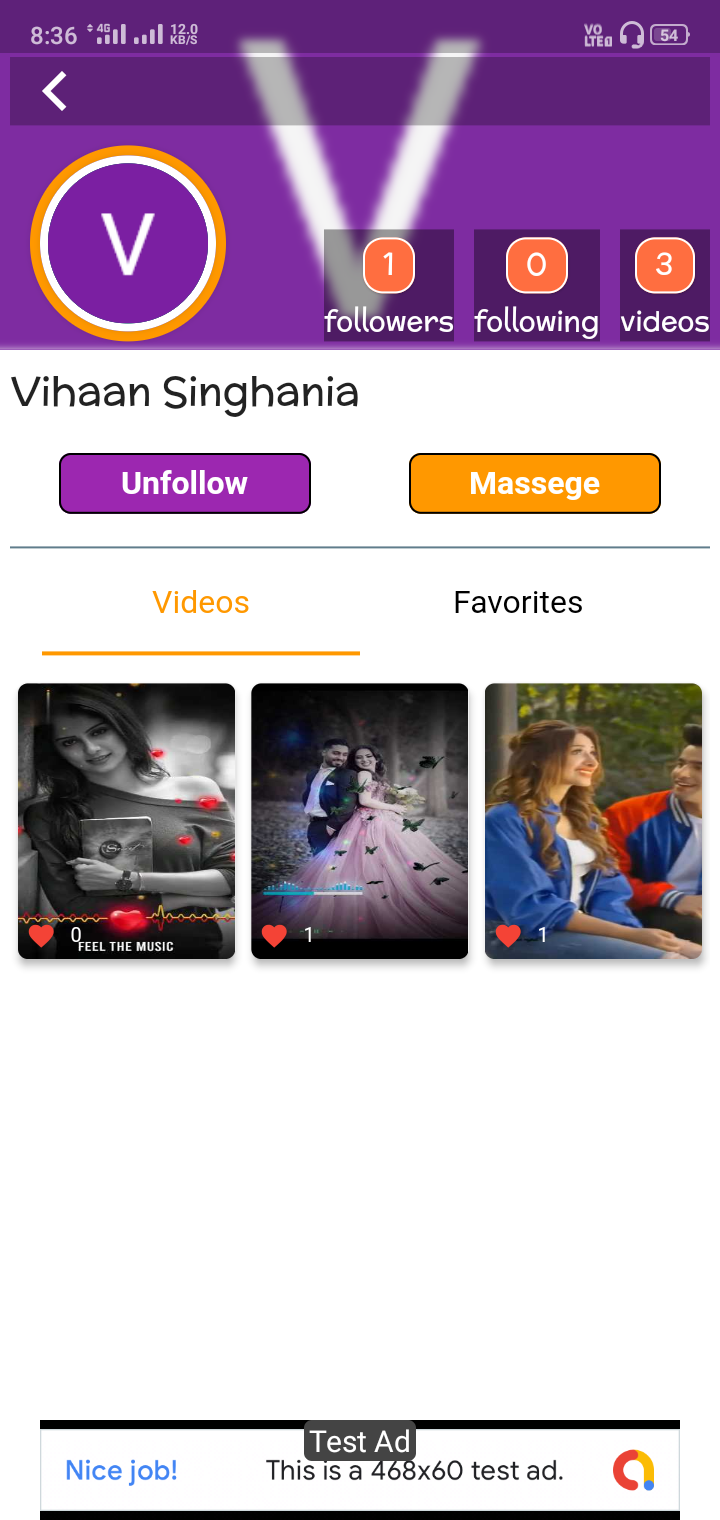 8:36 4G 12.0 KB/S VO LTE1 54
V
V
1 0 3
followers following videos
Vihaan Singhania
Unfollow Massege
Videos Favorites
0 1 1
FEEL THE MUSIC
Test Ad
Nice job! This is a 468x60 test ad.